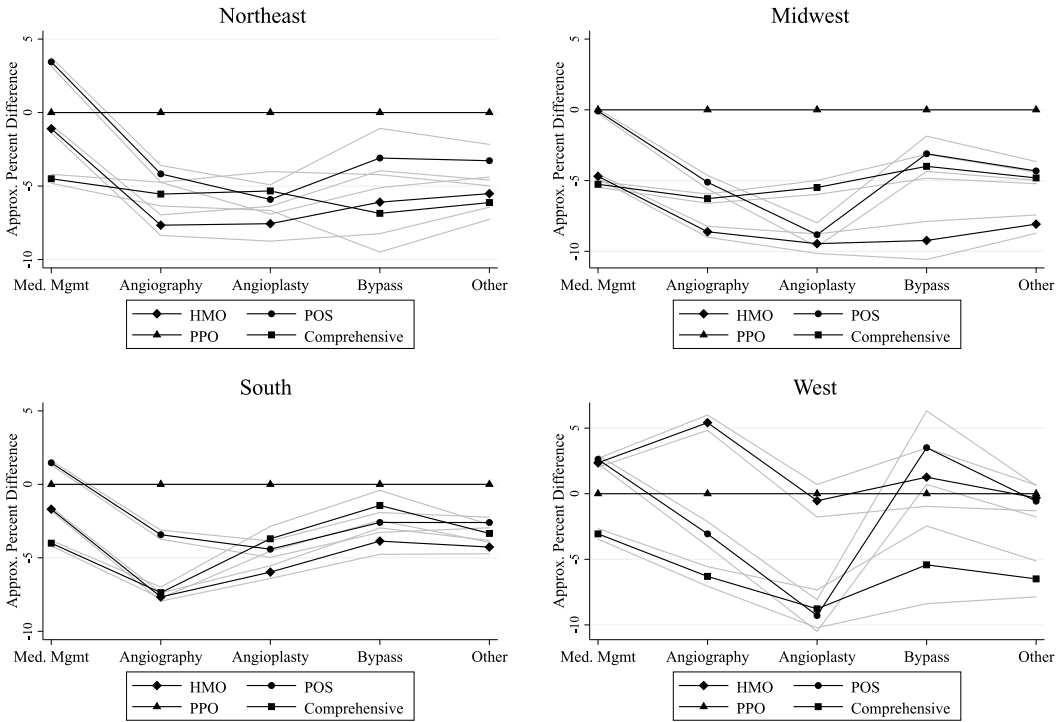 Northeast
Approx. Percent Difference
5
0
-5
-10
Med. Mgmt Angiography Angioplasty Bypass Other
HMO POS
PPO Comprehensive
Midwest
Approx. Percent Difference
5
0
-5
-10
Med. Mgmt Angiography Angioplasty Bypass Other
HMO POS
PPO Comprehensive
South
Approx. Percent Difference
5
0
-5
-10
Med. Mgmt Angiography Angioplasty Bypass Other
HMO POS
PPO Comprehensive
West
Approx. Percent Difference
5
0
-5
-10
Med. Mgmt Angiography Angioplasty Bypass Other
HMO POS
PPO Comprehensive